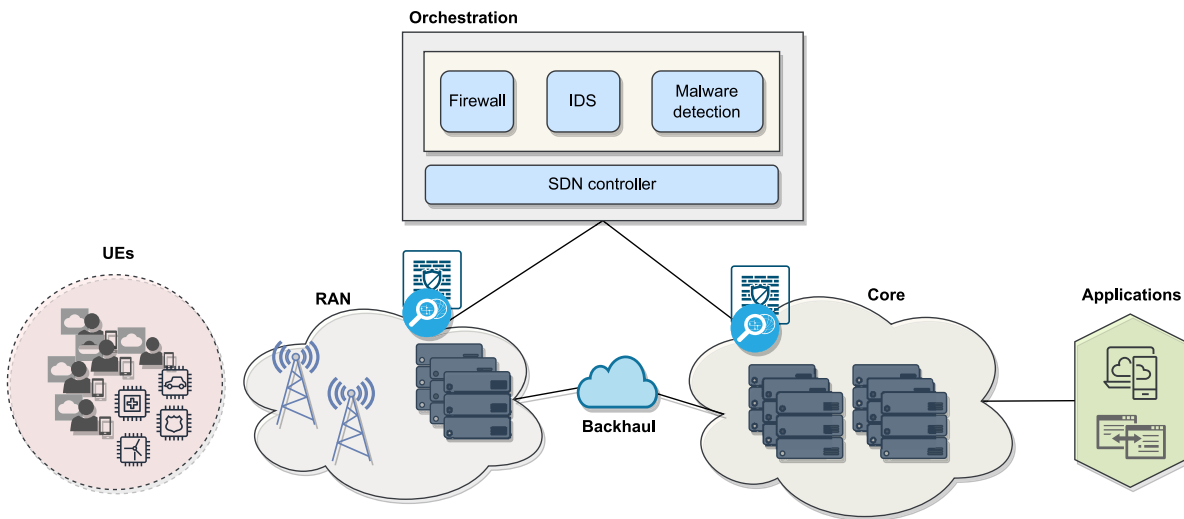 Orchestration
Firewall
IDS
Malware
detection
SDN controller
UEs
RAN
Core
Applications
Backhaul